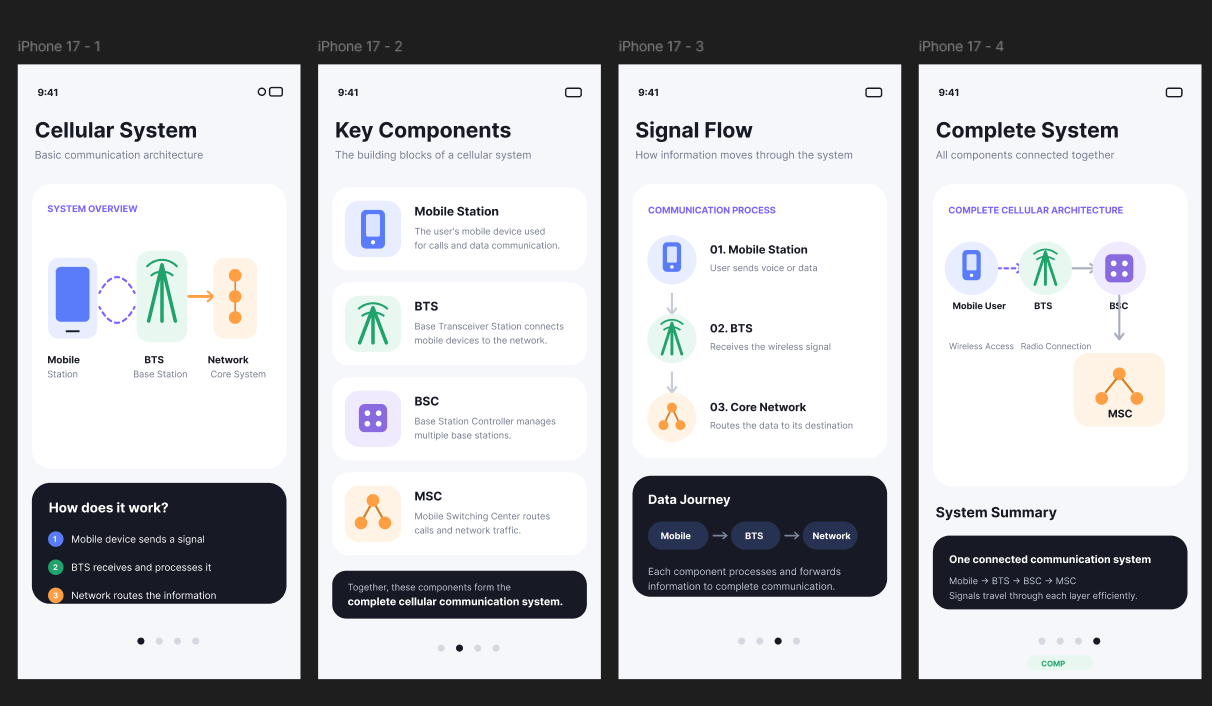 iPhone 17 - 1
9:41
Cellular System
Basic communication architecture
SYSTEM OVERVIEW
Mobile
Station
BTS
Base Station
Network
Core System
How does it work?
1 Mobile device sends a signal
2 BTS receives and processes it
3 Network routes the information
iPhone 17 - 2
9:41
Key Components
The building blocks of a cellular system
Mobile Station
The user's mobile device used
for calls and data communication.
BTS
Base Transceiver Station connects
mobile devices to the network.
BSC
Base Station Controller manages
multiple base stations.
MSC
Mobile Switching Center routes
calls and network traffic.
Together, these components form the
complete cellular communication system.
iPhone 17 - 3
9:41
Signal Flow
How information moves through the system
COMMUNICATION PROCESS
01. Mobile Station
User sends voice or data
02. BTS
Receives the wireless signal
03. Core Network
Routes the data to its destination
Data Journey
Mobile → BTS → Network
Each component processes and forwards
information to complete communication.
iPhone 17 - 4
9:41
Complete System
All components connected together
COMPLETE CELLULAR ARCHITECTURE
Mobile User BTS BSC
Wireless Access Radio Connection
MSC
System Summary
One connected communication system
Mobile → BTS → BSC → MSC
Signals travel through each layer efficiently.
COMP